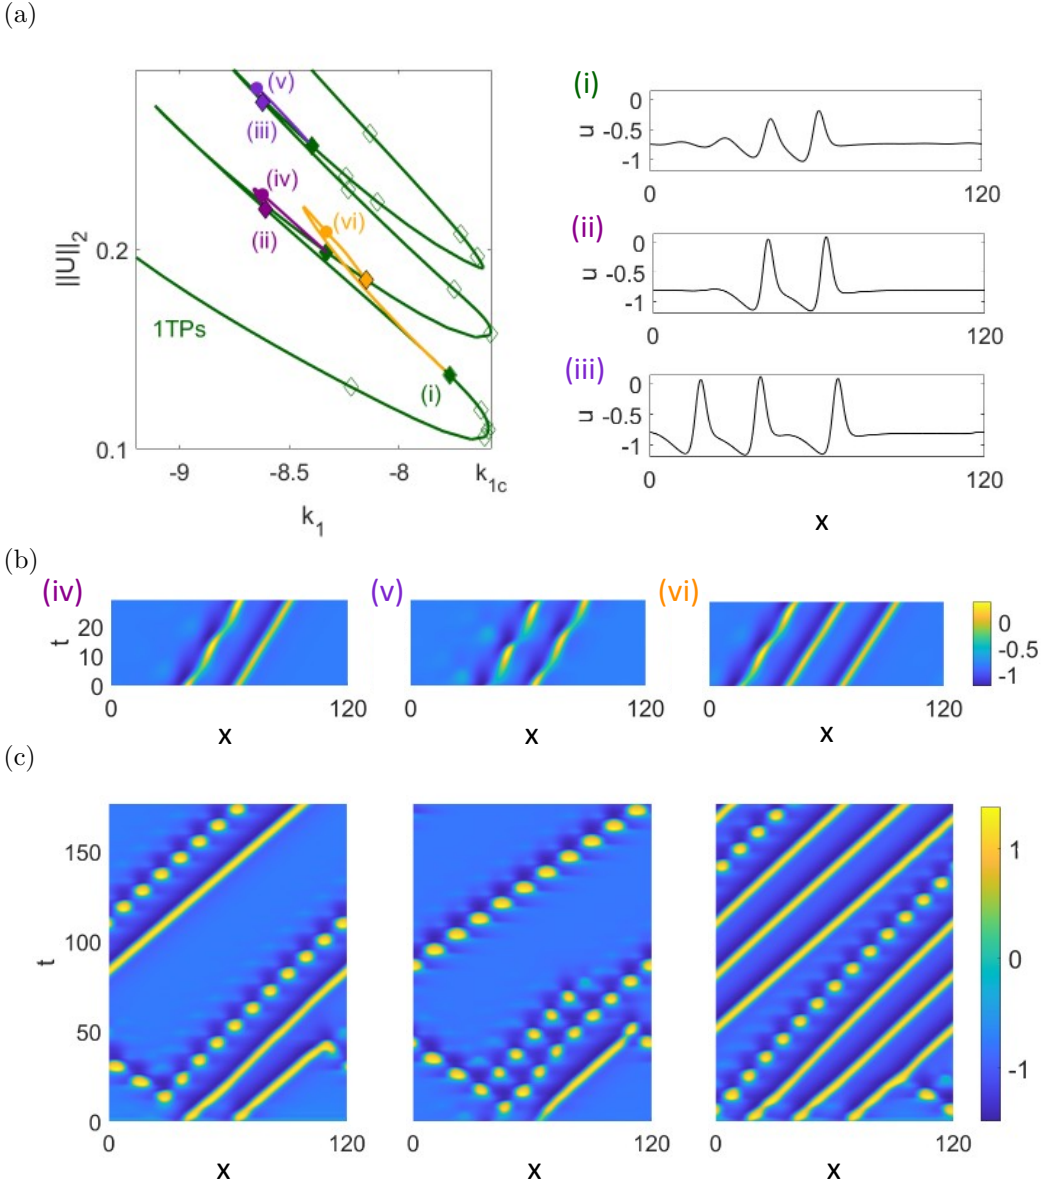 (a)
(v)
(iii)
(iv)
(vi)
(ii)
1TPs
(i)
||U||₂
0.2
0.1
-9
-8.5
-8
k₁c
k₁
(i)
u
0
-0.5
-1
0
120
(ii)
u
0
-0.5
-1
0
120
(iii)
u
0
-0.5
-1
0
120
x
(b)
(iv)
(v)
(vi)
t
20
10
0
0
120
x
0
120
x
0
120
x
0
-0.5
-1
(c)
t
150
100
50
0
0
120
x
0
120
x
0
120
x
1
0
-1